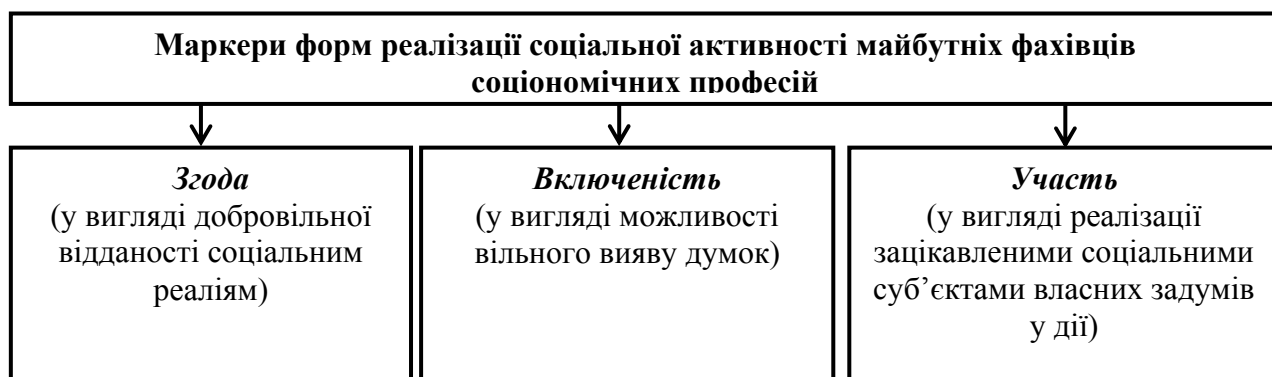 Маркери форм реалізації соціальної активності майбутніх фахівців
соціономічних професій
Згода
(у вигляді добровільної
відданості соціальним
реаліям)
Включеність
(у вигляді можливості
вільного вияву думок)
Участь
(у вигляді реалізації
зацікавленими соціальними
суб’єктами власних задумів
у дії)